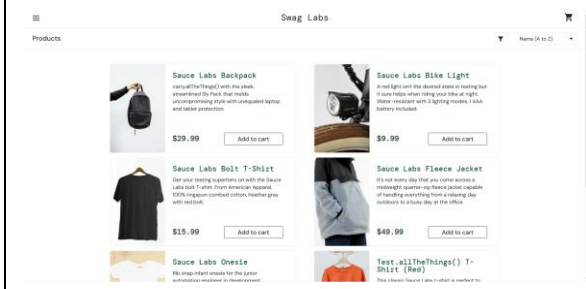 Swag Labs
Products
Name (A to Z)
Sauce Labs Backpack
carry.allTheThings() with the sleek,
streamlined Sly Pack that melds
uncompromising style with unequaled laptop
and tablet protection.
$29.99
Add to cart
Sauce Labs Bike Light
A red light isn't the desired state in testing but
it sure helps when riding your bike at night.
Water-resistant with 3 lighting modes, 1 AAA
battery included.
$9.99
Add to cart
Sauce Labs Bolt T-Shirt
Get your testing superhero on with the Sauce
Labs bolt T-shirt. From American Apparel,
100% ringspun combed cotton, heather gray
with red bolt.
$15.99
Add to cart
Sauce Labs Fleece Jacket
It's not every day that you come across a
midweight quarter-zip fleece jacket capable
of handling everything from a relaxing day
outdoors to a busy day at the office.
$49.99
Add to cart
Sauce Labs Onesie
Rib snap infant onesie for the junior
automation engineer in development.
Test.allTheThings() T-
Shirt (Red)
This classic Sauce Labs t-shirt is perfect to